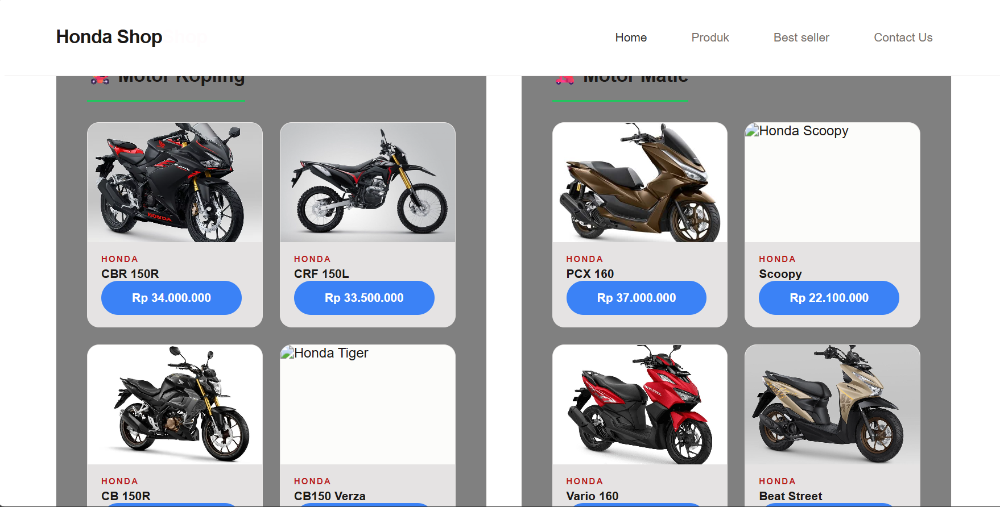 Honda Shop
Home
Produk
Best seller
Contact Us
Motor Kopling
Motor Matic
HONDA
HONDA
CBR 150R
Rp 34.000.000
HONDA
CRF 150L
Rp 33.500.000
HONDA
PCX 160
Rp 37.000.000
Honda Scoopy
HONDA
Scoopy
Rp 22.100.000
HONDA
CB 150R
Honda Tiger
HONDA
CB150 Verza
HONDA
Vario 160
HONDA
Beat Street